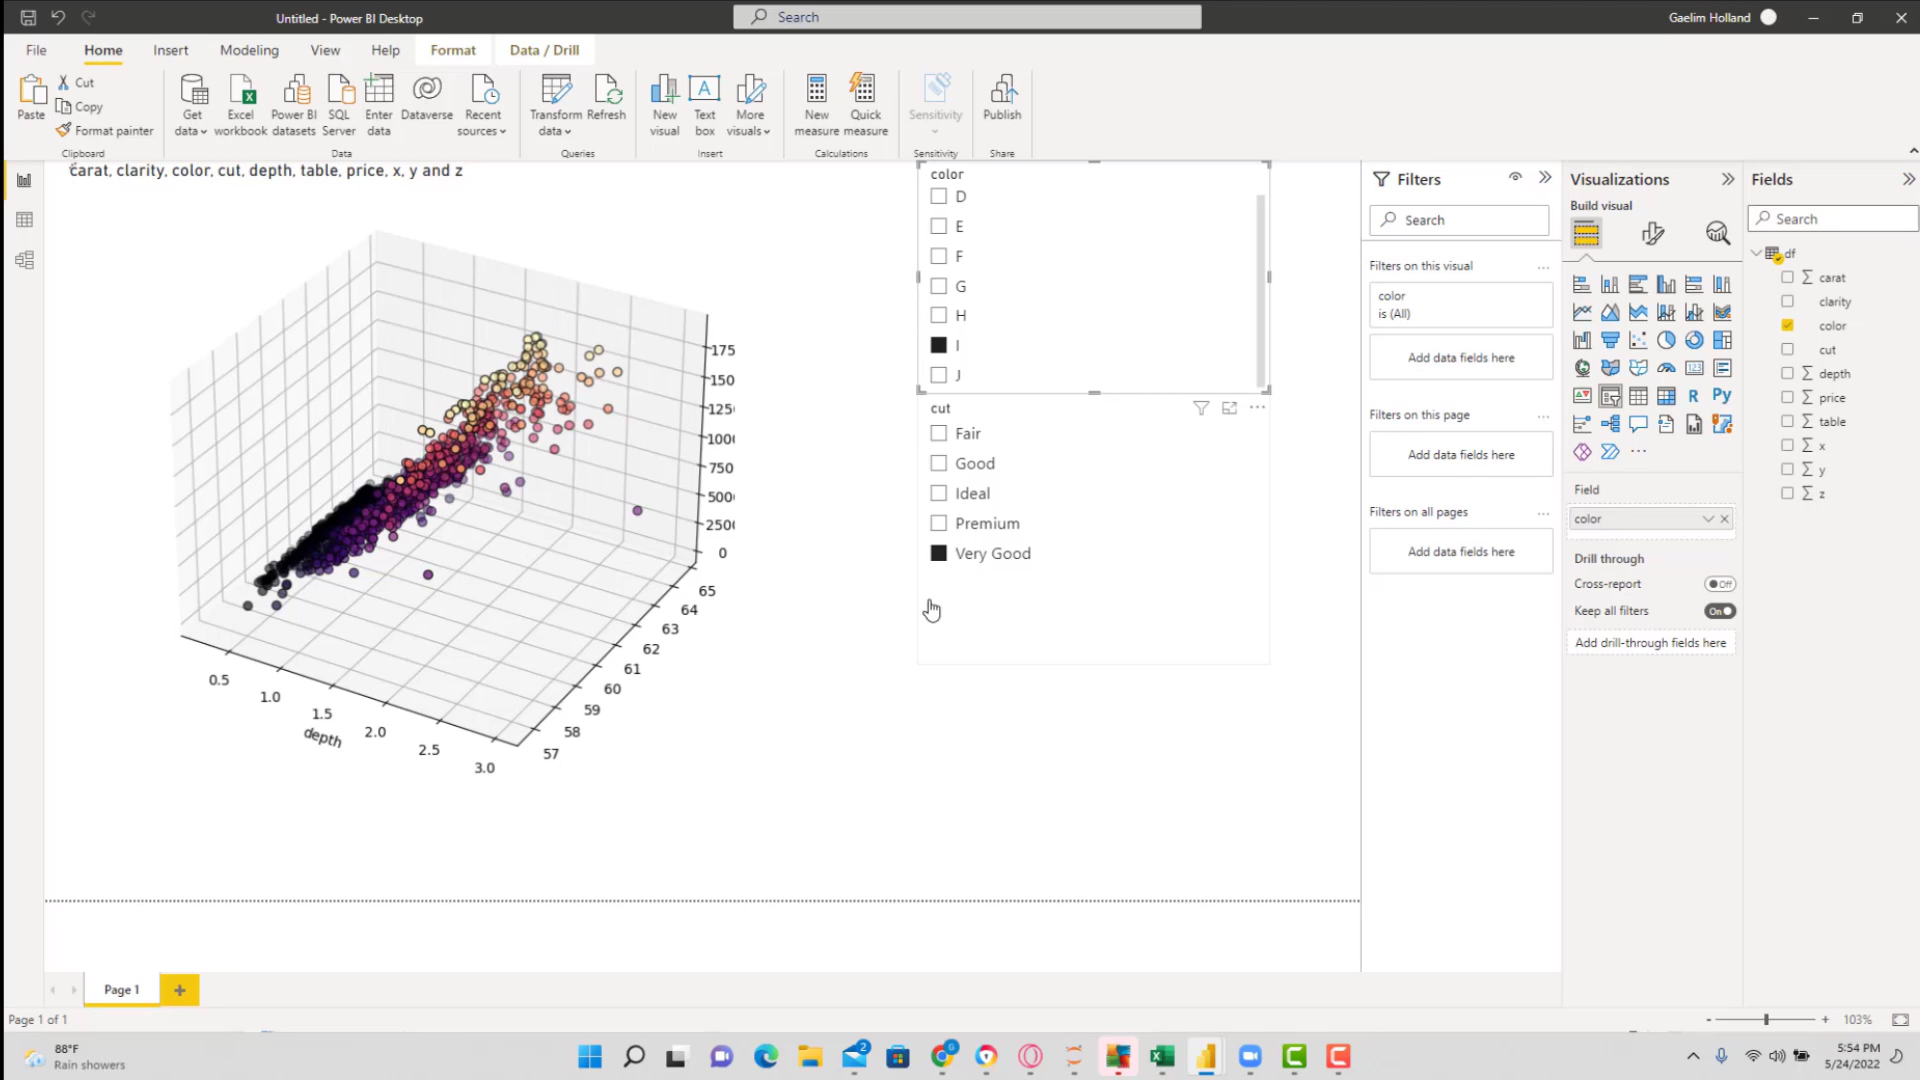 Untitled - Power BI Desktop
Search
Gaelim Holland
File
Home
Insert
Modeling
View
Help
Format
Data / Drill
Paste
Cut
Copy
Format painter
Clipboard
Get data
Excel workbook
Power BI datasets
SQL Server
Enter data
Dataverse
Recent sources
Data
Transform data
Refresh
Queries
New visual
Text box
More visuals
Insert
New measure
Quick measure
Calculations
Sensitivity
Sensitivity
Publish
Share
carat, clarity, color, cut, depth, table, price, x, y and z
175
150
125
1000
750
5000
2500
0
65
64
63
62
61
60
59
58
57
0.5
1.0
1.5
2.0
2.5
3.0
depth
color
D
E
F
G
H
I
J
cut
Fair
Good
Ideal
Premium
Very Good
Filters
Search
Filters on this visual
color
is (All)
Add data fields here
Filters on this page
Add data fields here
Filters on all pages
Add data fields here
Visualizations
Build visual
123
R
Py
Field
color
Drill through
Cross-report
Off
Keep all filters
On
Add drill-through fields here
Fields
Search
df
carat
clarity
color
cut
depth
price
table
x
y
z
Page 1
Page 1 of 1
103%
88°F
Rain showers
2
5:54 PM
5/24/2022